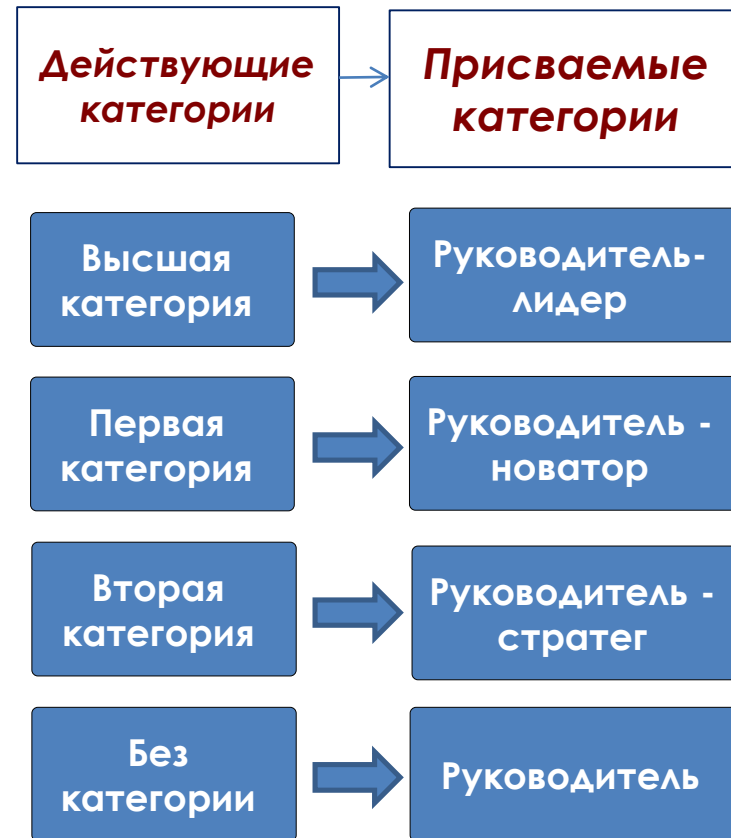 Действующие
категории
Присваемые
категории
Высшая
категория
Руководитель-
лидер
Первая
категория
Руководитель -
новатор
Вторая
категория
Руководитель -
стратег
Без
категории
Руководитель